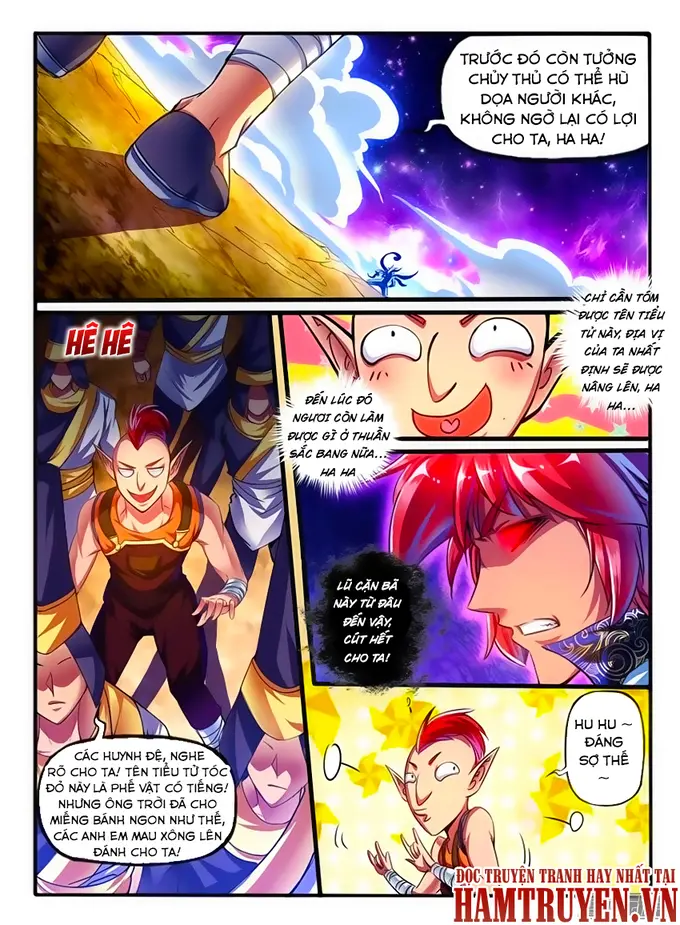 TRƯỚC ĐÓ CÒN TƯỞNG
CHỦY THỦ CÓ THỂ HÙ
DỌA NGƯỜI KHÁC,
KHÔNG NGỜ LẠI CÓ LỢI
CHO TA, HA HA!
CHỈ CẦN TÓM
ĐƯỢC TÊN TIỂU
TỬ NÀY, ĐỊA VỊ
CỦA TA NHẤT
ĐỊNH SẼ ĐƯỢC
NÂNG LÊN, HA
HA...
HÊ HÊ
ĐẾN LÚC ĐÓ
NGƯƠI CÒN LÀM
ĐƯỢC GÌ Ở THUẦN
SẮC BANG NỮA...
HA HA
LŨ CẶN BÃ
NÀY TỪ ĐÂU
ĐẾN VẬY,
CÚT HẾT
CHO TA!
CÁC HUYNH ĐỆ, NGHE
RÕ CHO TA! TÊN TIỂU TỬ TÓC
ĐỎ NÀY LÀ PHẾ VẬT CÓ TIẾNG!
NHƯNG ÔNG TRỜI ĐÃ CHO
MIẾNG BÁNH NGON NHƯ THẾ,
CÁC ANH EM MAU XÔNG LÊN
ĐÁNH CHO TA!
HU HU ~
ĐÁNG
SỢ THẾ
~
ĐỌC TRUYỆN TRANH HAY NHẤT TẠI
HAMTRUYEN.VN